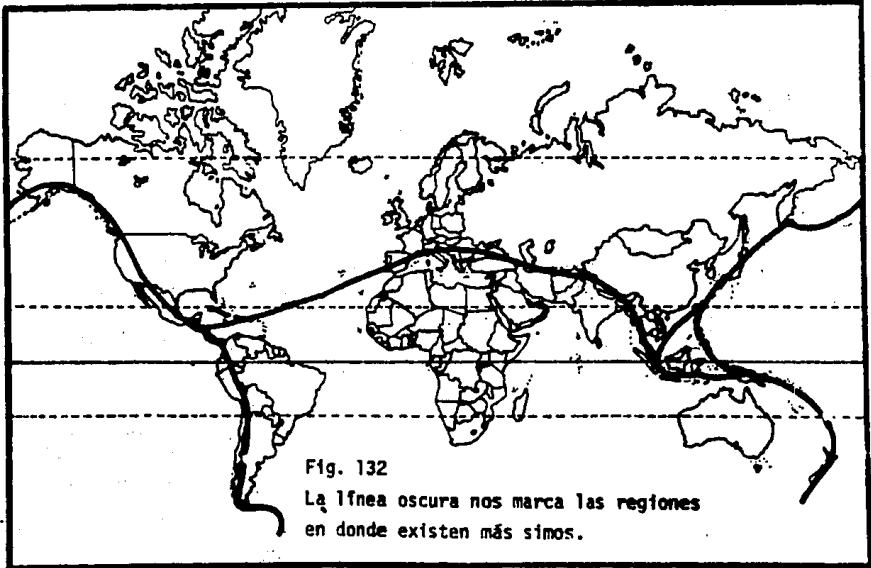 Fig. 132
La línea oscura nos marca las regiones
en donde existen más simos.